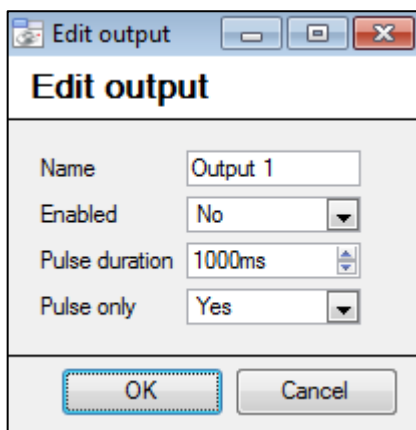 Edit output
Edit output
Name Output 1
Enabled No
Pulse duration 1000ms
Pulse only Yes
OK Cancel